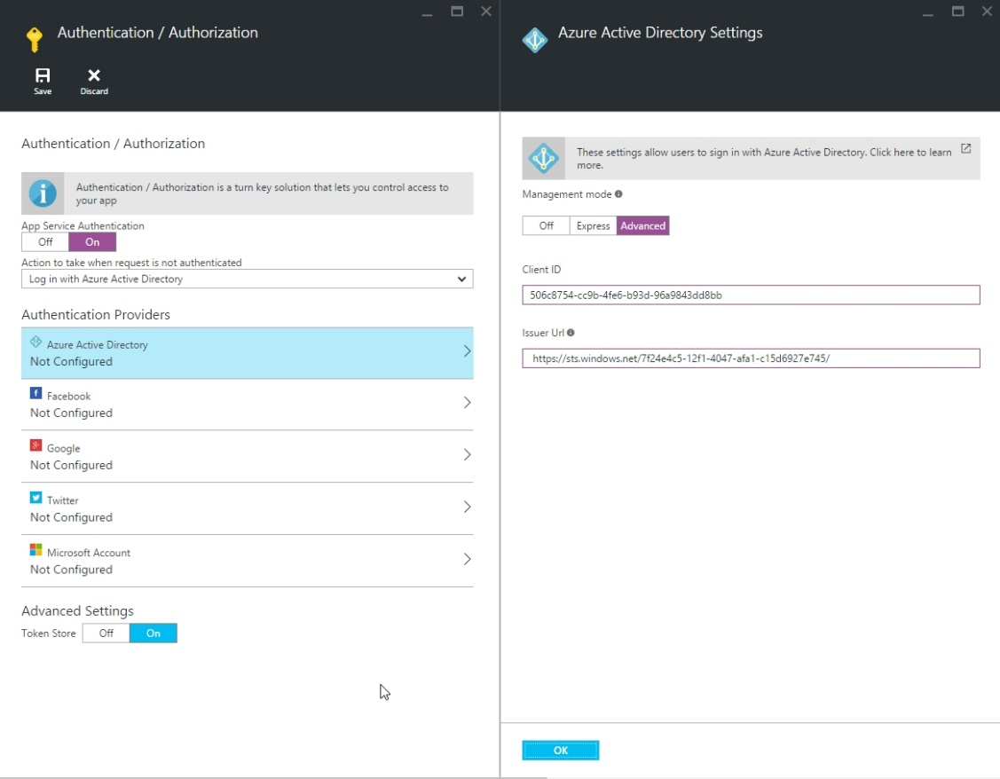 Authentication / Authorization
Save
Discard
Authentication / Authorization
Authentication / Authorization is a turn key solution that lets you control access to
your app
App Service Authentication
Off On
Action to take when request is not authenticated
Log in with Azure Active Directory
Authentication Providers
Azure Active Directory
Not Configured
Facebook
Not Configured
Google
Not Configured
Twitter
Not Configured
Microsoft Account
Not Configured
Advanced Settings
Token Store Off On
Azure Active Directory Settings
These settings allow users to sign in with Azure Active Directory. Click here to learn
more.
Management mode
Off Express Advanced
Client ID
506c8754-cc9b-4fe6-b93d-96a9843dd8bb
Issuer Url
https://sts.windows.net/7f24e4c5-12f1-4047-afa1-c15d6927e745/
OK